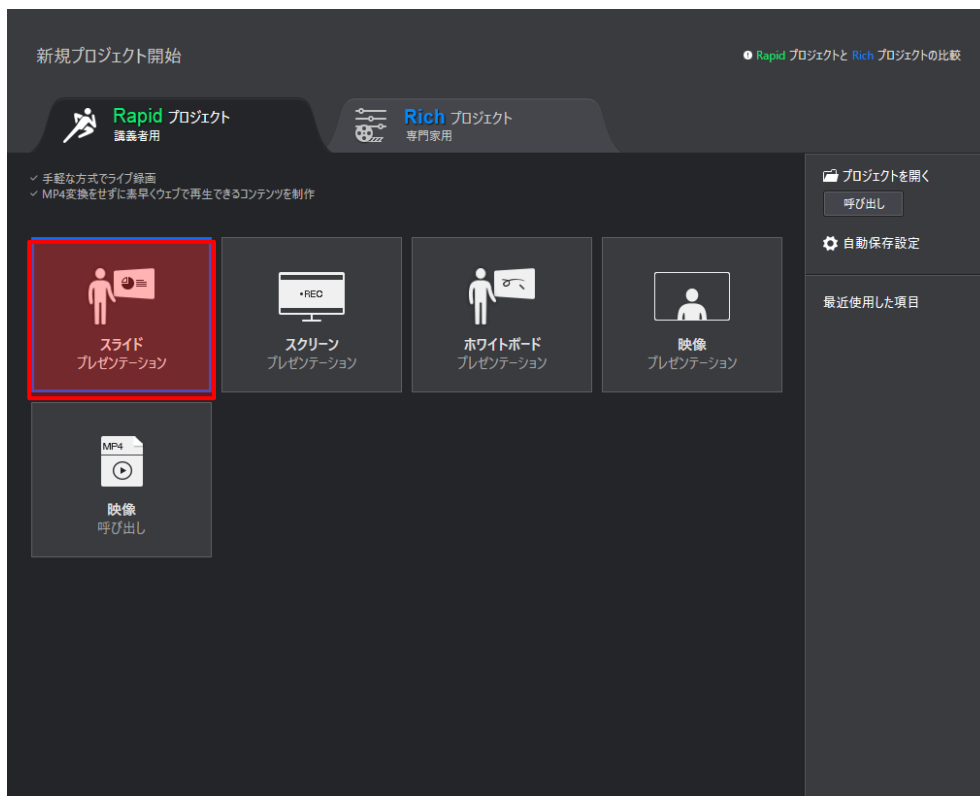 新規プロジェクト開始
Rapid プロジェクトと Rich プロジェクトの比較
Rapid プロジェクト
講義者用
Rich プロジェクト
専門家用
手軽な方式でライブ録画
MP4変換をせずに素早くウェブで再生できるコンテンツを制作
プロジェクトを開く
呼び出し
自動保存設定
最近使用した項目
スライド
プレゼンテーション
•REC
スクリーン
プレゼンテーション
ホワイトボード
プレゼンテーション
映像
プレゼンテーション
MP4
映像
呼び出し